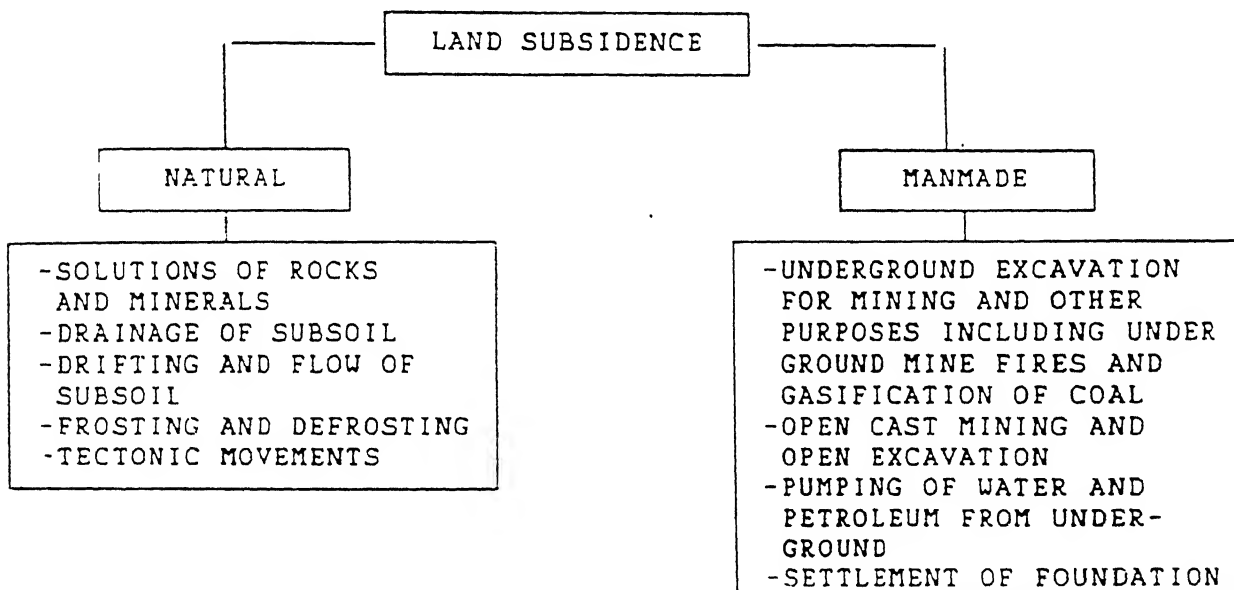 LAND SUBSIDENCE
NATURAL
-SOLUTIONS OF ROCKS
AND MINERALS
-DRAINAGE OF SUBSOIL
-DRIFTING AND FLOW OF
SUBSOIL
-FROSTING AND DEFROSTING
-TECTONIC MOVEMENTS
MANMADE
-UNDERGROUND EXCAVATION
FOR MINING AND OTHER
PURPOSES INCLUDING UNDER
GROUND MINE FIRES AND
GASIFICATION OF COAL
-OPEN CAST MINING AND
OPEN EXCAVATION
-PUMPING OF WATER AND
PETROLEUM FROM UNDER-
GROUND
-SETTLEMENT OF FOUNDATION